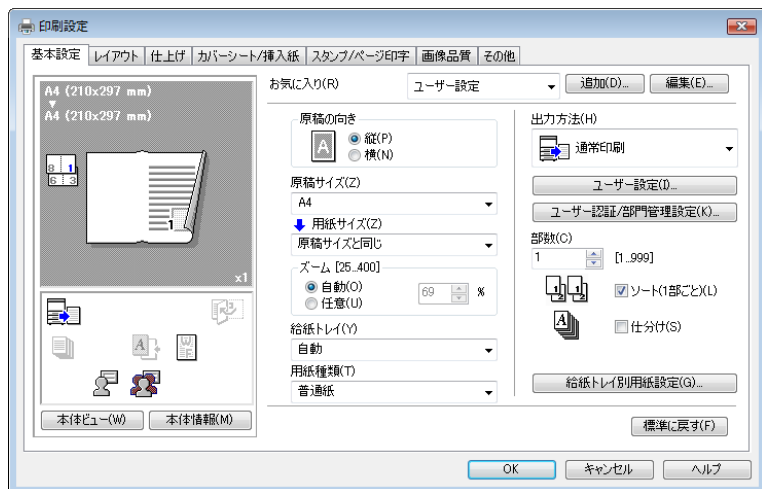 印刷設定
基本設定 レイアウト 仕上げ カバーシート/挿入紙 スタンプ/ページ印字 画像品質 その他
A4 (210x297 mm)
A4 (210x297 mm)
8 1
6 3
1
x1
本体ビュー(W) 本体情報(M)
お気に入り(R) ユーザー設定 追加(D)... 編集(E)...
原稿の向き
A
縦(P)
横(N)
原稿サイズ(Z)
A4
用紙サイズ(Z)
原稿サイズと同じ
ズーム [25..400]
自動(O)
任意(U)
69 %
給紙トレイ(Y)
自動
用紙種類(T)
普通紙
出力方法(H)
通常印刷
ユーザー設定(I)...
ユーザー認証/部門管理設定(K)...
部数(C)
1 [1..999]
ソート(1部ごと)(L)
仕分け(S)
給紙トレイ別用紙設定(G)...
標準に戻す(F)
OK キャンセル ヘルプ